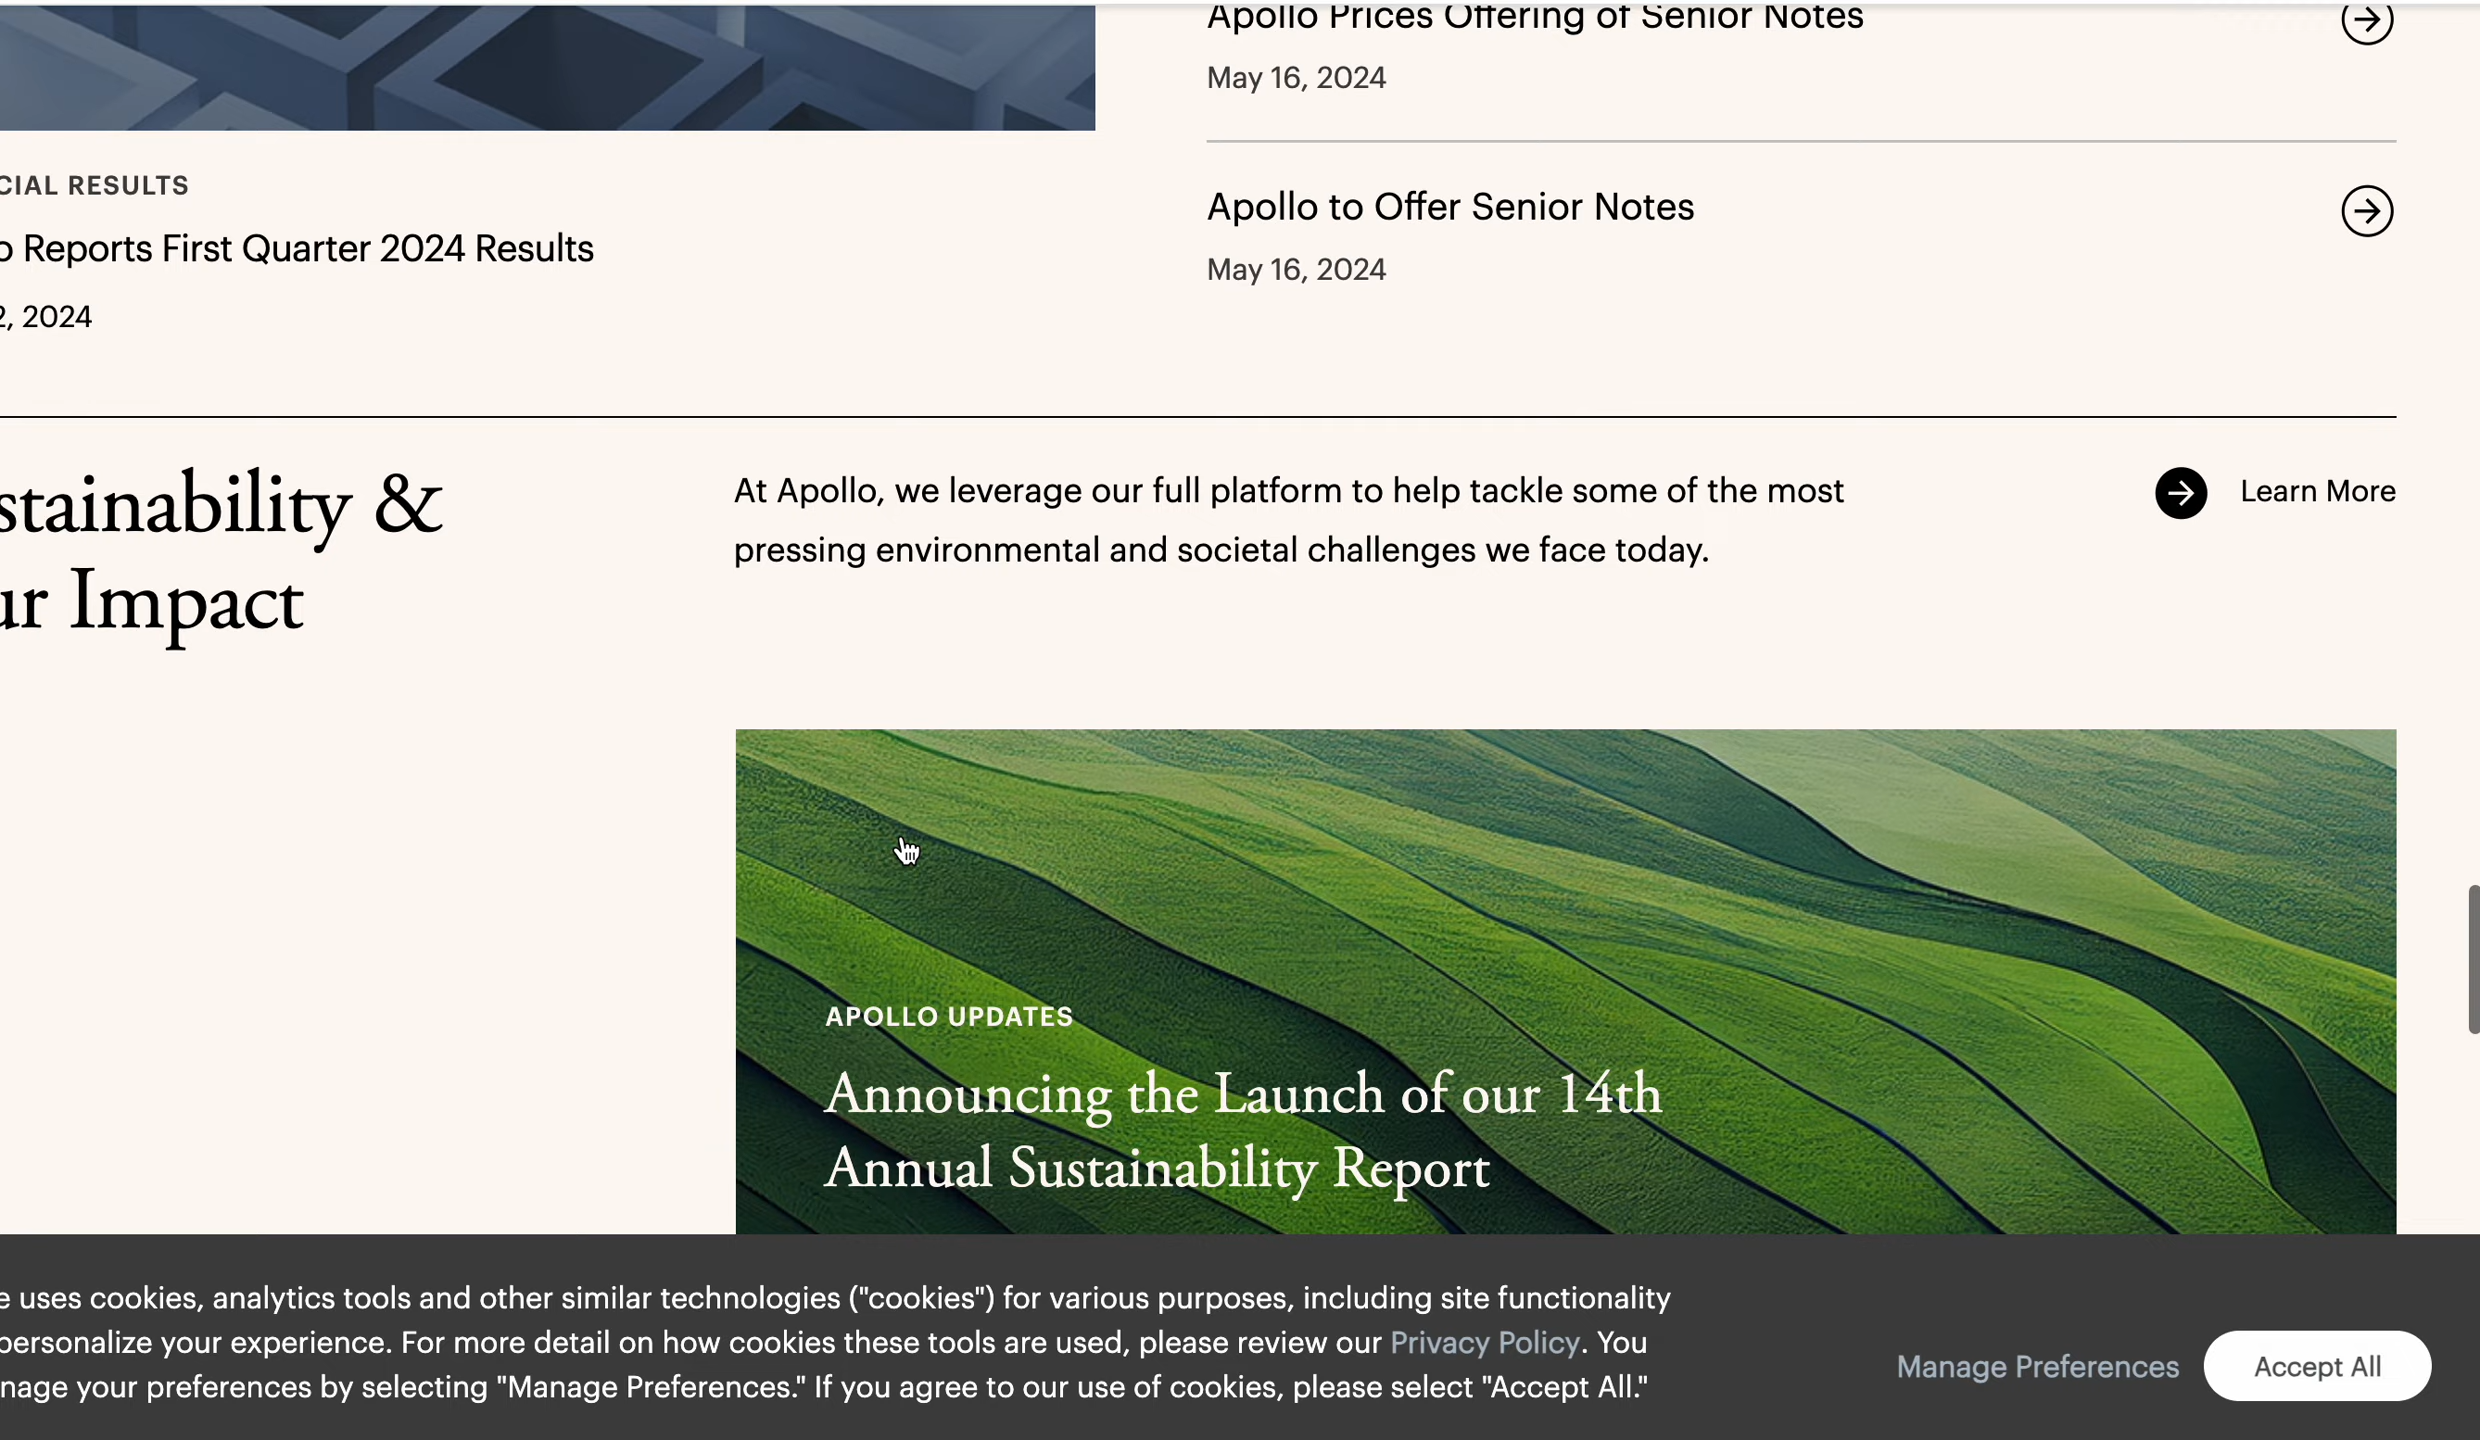 Apollo Prices Offering of Senior Notes
May 16, 2024
Apollo to Offer Senior Notes
May 16, 2024
CIAL RESULTS
o Reports First Quarter 2024 Results
2, 2024
stainability &
ur Impact
At Apollo, we leverage our full platform to help tackle some of the most
pressing environmental and societal challenges we face today.
Learn More
APOLLO UPDATES
Announcing the Launch of our 14th
Annual Sustainability Report
e uses cookies, analytics tools and other similar technologies ("cookies") for various purposes, including site functionality
personalize your experience. For more detail on how cookies these tools are used, please review our Privacy Policy. You
nage your preferences by selecting "Manage Preferences." If you agree to our use of cookies, please select "Accept All."
Manage Preferences
Accept All